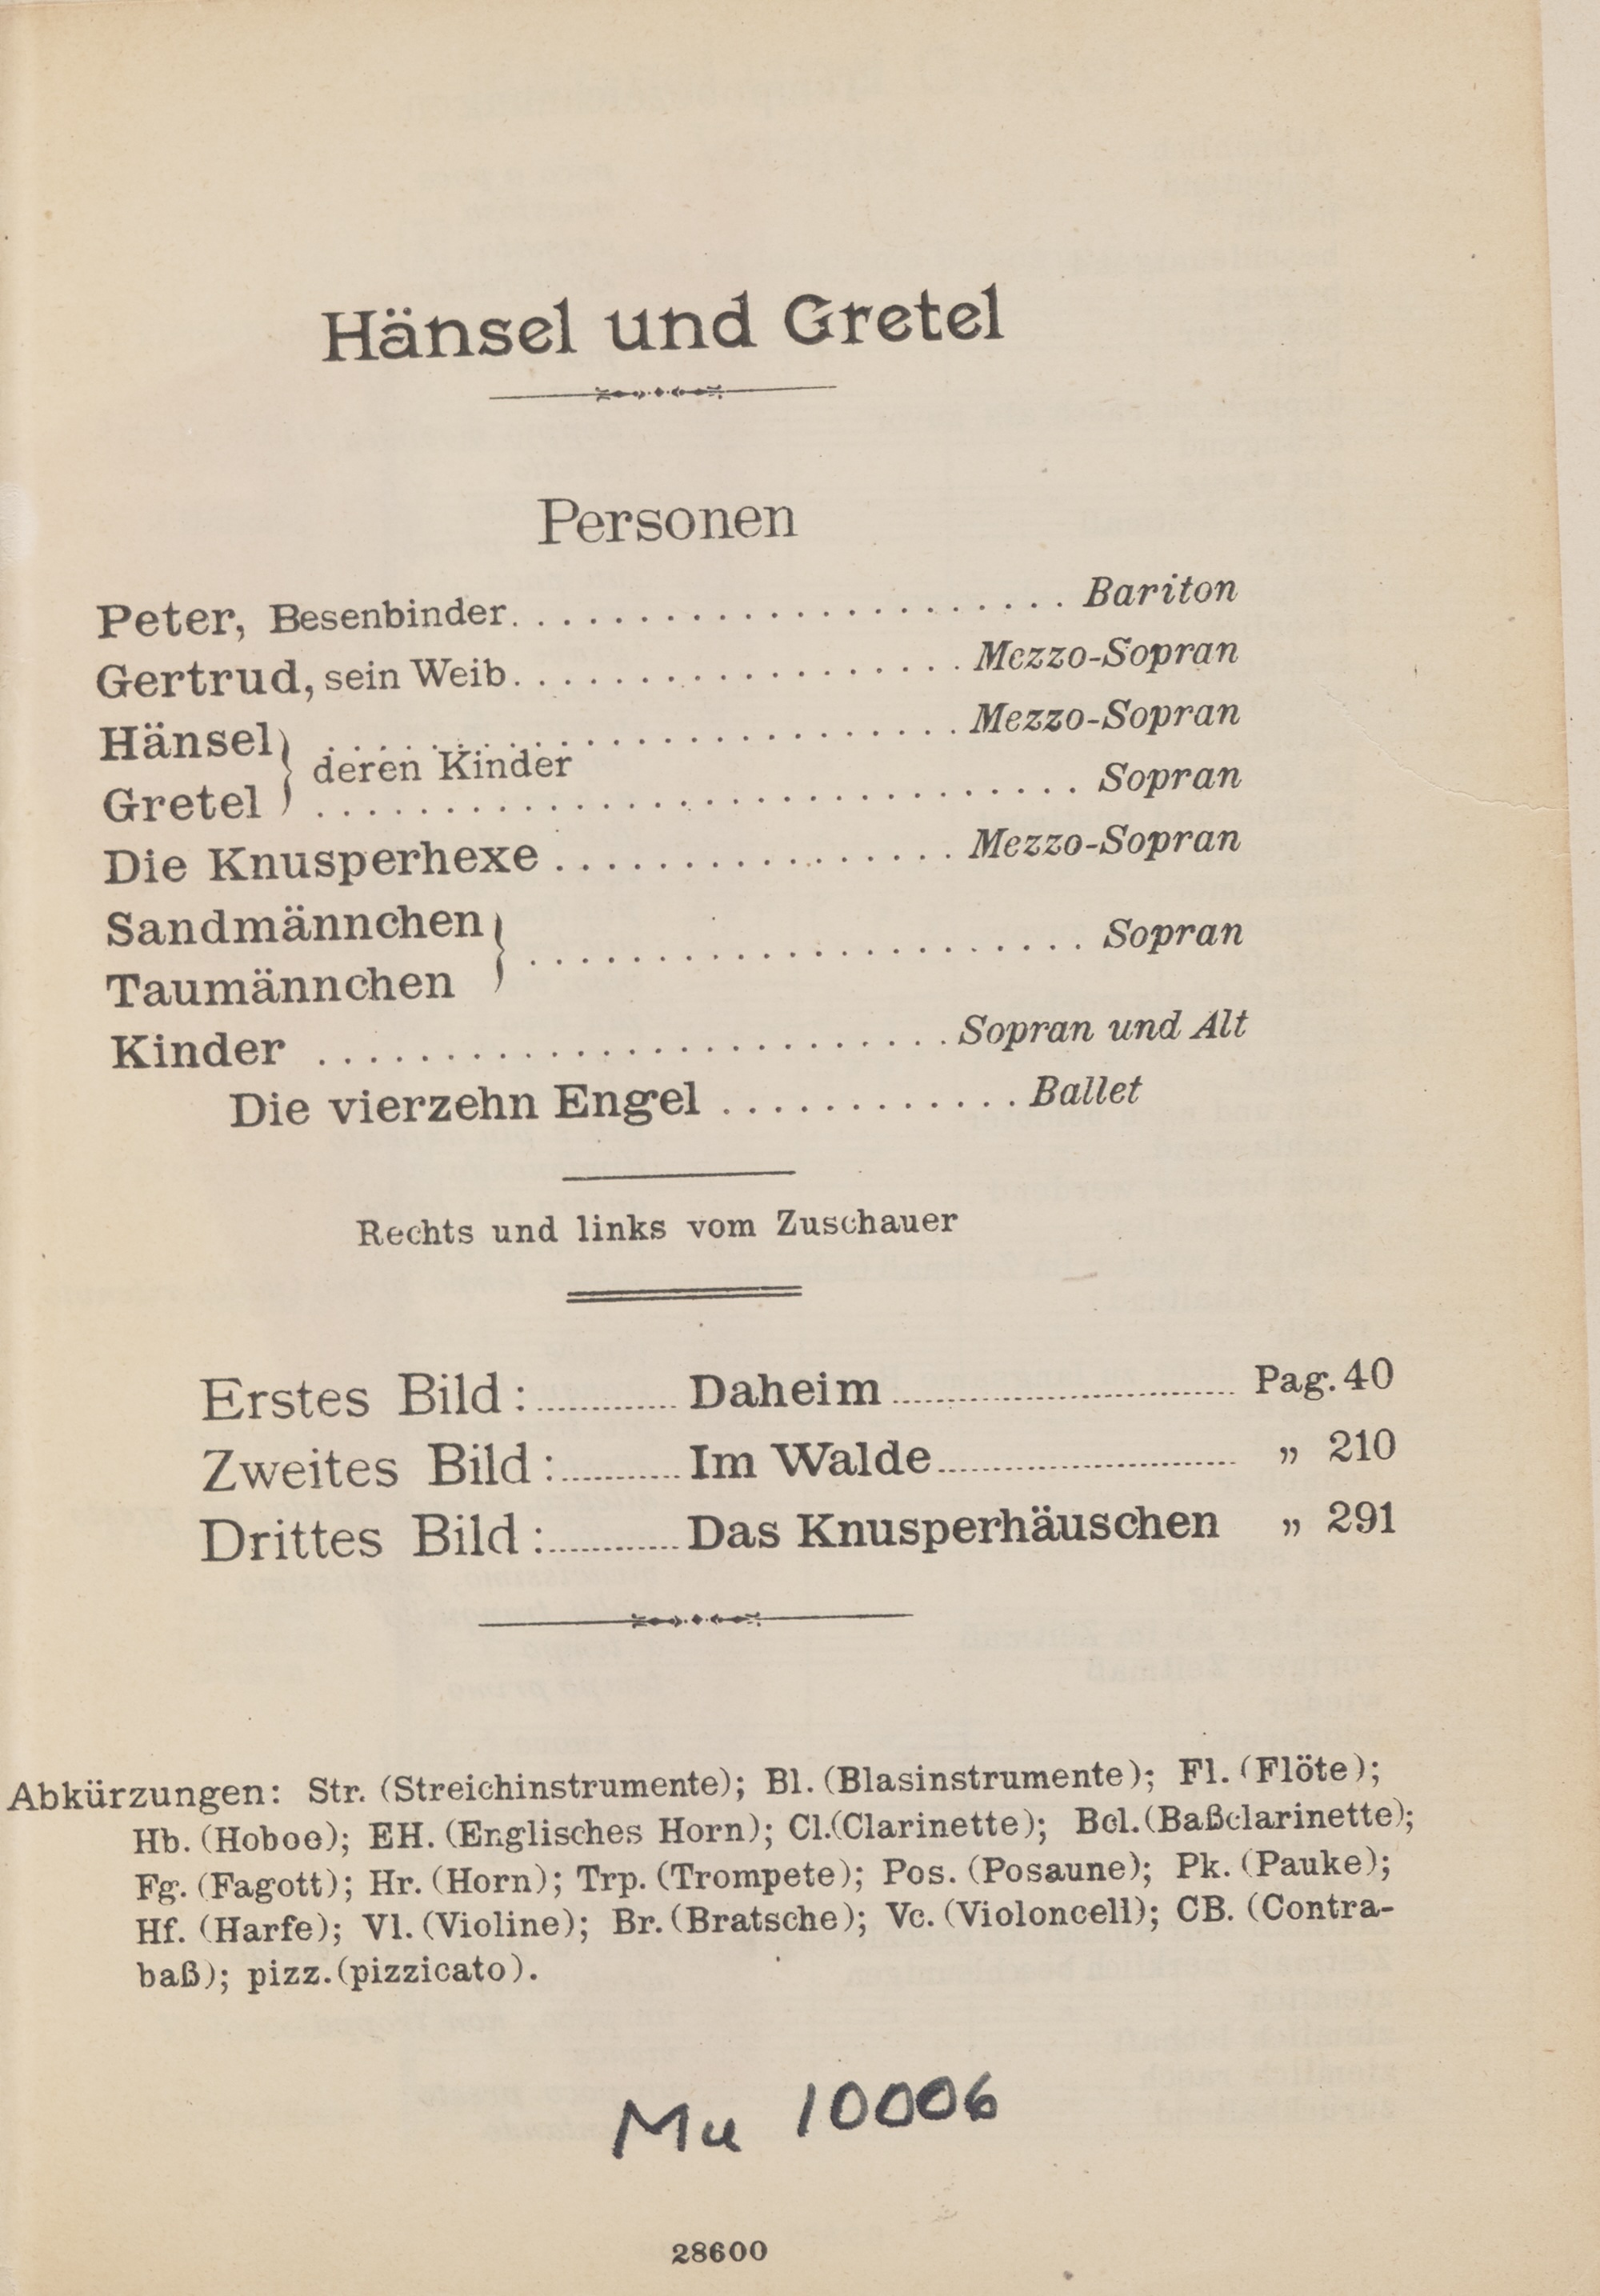 Hänsel und Gretel
Personen
Peter, Besenbinder. . . . . . . . . . . . . . . . . . . . . . Bariton
Gertrud, sein Weib. . . . . . . . . . . . . . . . . . Mezzo-Sopran
Hänsel . . . . . . . . . . . . . . . . . . . . . . . . . Mezzo-Sopran
} deren Kinder
Gretel . . . . . . . . . . . . . . . . . . . . . . . . . . . . . . Sopran
Die Knusperhexe . . . . . . . . . . . . . . . . Mezzo-Sopran
Sandmännchen
} . . . . . . . . . . . . . . . . . . . . . . Sopran
Taumännchen
Kinder . . . . . . . . . . . . . . . . . . . . . . . . . Sopran und Alt
Die vierzehn Engel . . . . . . . . . . . . Ballet
Rechts und links vom Zuschauer
Erstes Bild: ............ Daheim .............................. Pag. 40
Zweites Bild: .......... Im Walde .......................... „ 210
Drittes Bild: ........... Das Knusperhäuschen „ 291
Abkürzungen: Str. (Streichinstrumente); Bl. (Blasinstrumente); Fl. (Flöte);
Hb. (Hoboe); EH. (Englisches Horn); Cl. (Clarinette); Bcl. (Baßclarinette);
Fg. (Fagott); Hr. (Horn); Trp. (Trompete); Pos. (Posaune); Pk. (Pauke);
Hf. (Harfe); Vl. (Violine); Br. (Bratsche); Vc. (Violoncell); CB. (Contra-
baß); pizz. (pizzicato).
Mu 10006
28600